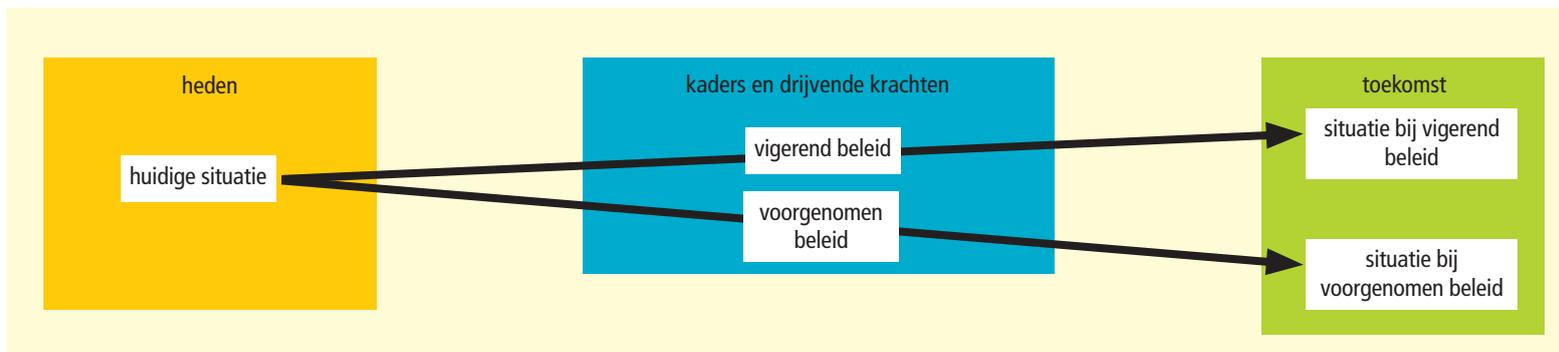 heden
huidige situatie
kaders en drijvende krachten
vigerend beleid
voorgenomen
beleid
toekomst
situatie bij vigerend
beleid
situatie bij
voorgenomen beleid